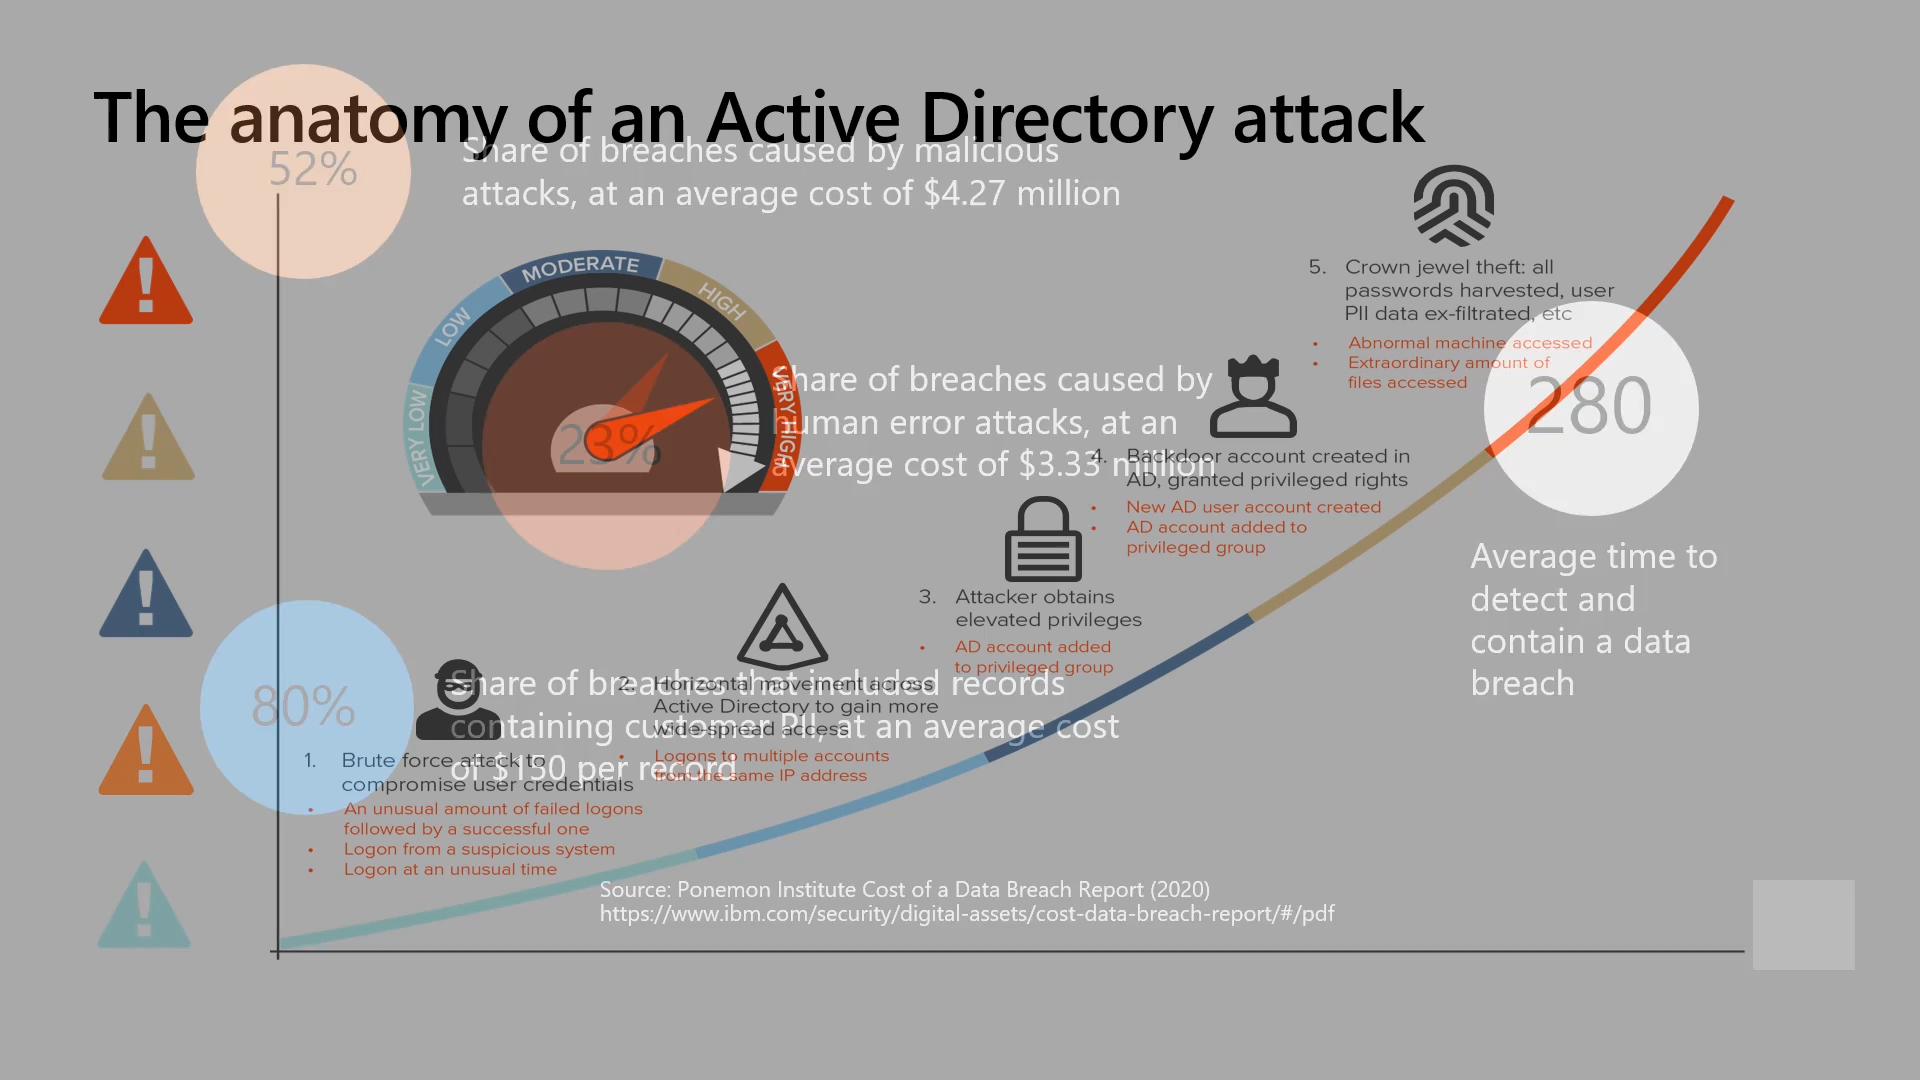 The anatomy of an Active Directory attack
52%
Share of breaches caused by malicious
attacks, at an average cost of $4.27 million
VERY LOW
LOW
MODERATE
HIGH
VERY HIGH
23%
Share of breaches caused by
human error attacks, at an
average cost of $3.33 million
280
Average time to
detect and
contain a data
breach
80%
Share of breaches that included records
containing customer PII, at an average cost
of $150 per record
5. Crown jewel theft: all
passwords harvested, user
PII data ex-filtrated, etc
• Abnormal machine accessed
• Extraordinary amount of
files accessed
4. Backdoor account created in
AD, granted privileged rights
• New AD user account created
• AD account added to
privileged group
3. Attacker obtains
elevated privileges
• AD account added
to privileged group
2. Horizontal movement across
Active Directory to gain more
wide-spread access
• Logons to multiple accounts
from the same IP address
1. Brute force attack to
compromise user credentials
• An unusual amount of failed logons
followed by a successful one
• Logon from a suspicious system
• Logon at an unusual time
Source: Ponemon Institute Cost of a Data Breach Report (2020)
https://www.ibm.com/security/digital-assets/cost-data-breach-report/#/pdf